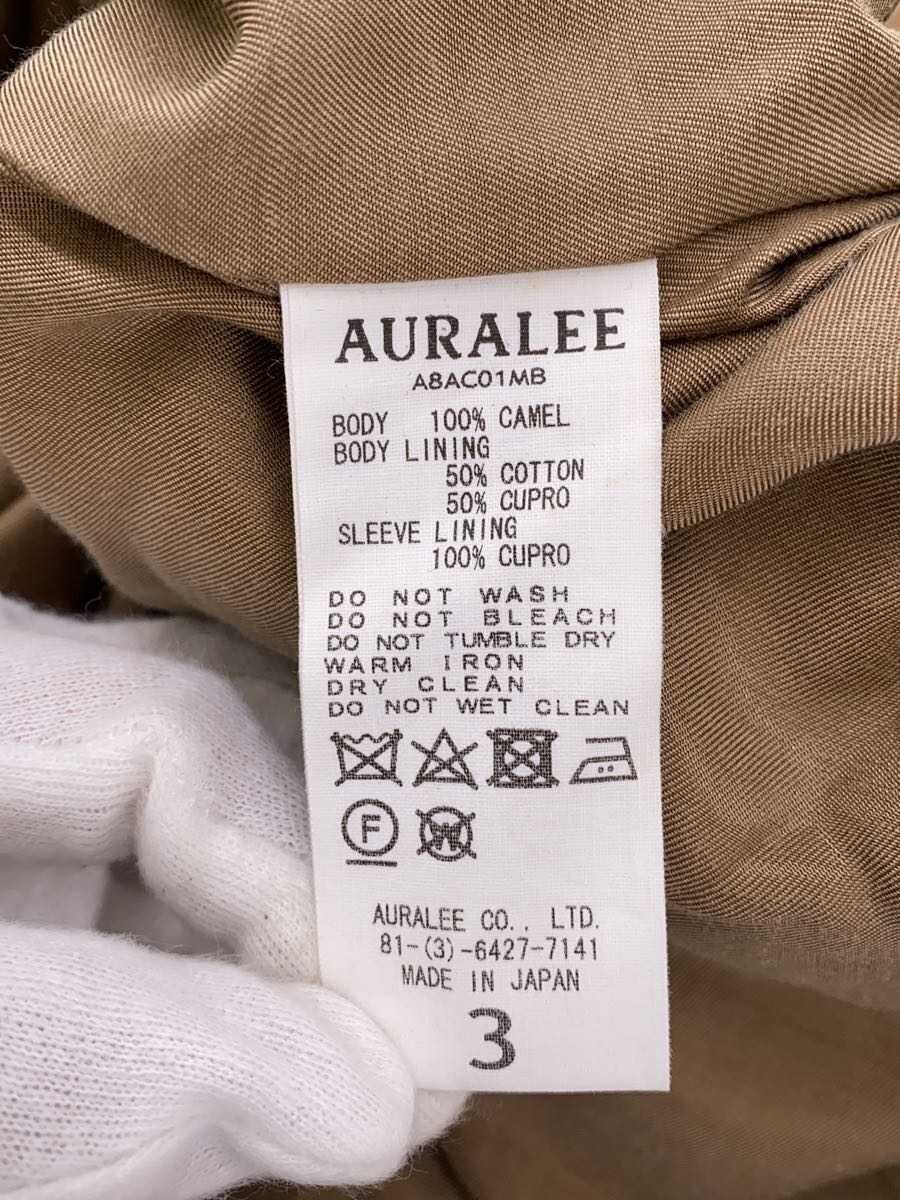 AURALEE
A8AC01MB
BODY 100% CAMEL
BODY LINING
50% COTTON
50% CUPRO
SLEEVE LINING
100% CUPRO
DO NOT WASH
DO NOT BLEACH
DO NOT TUMBLE DRY
WARM IRON
DRY CLEAN
DO NOT WET CLEAN
F W
AURALEE CO., LTD.
81-(3)-6427-7141
MADE IN JAPAN
3